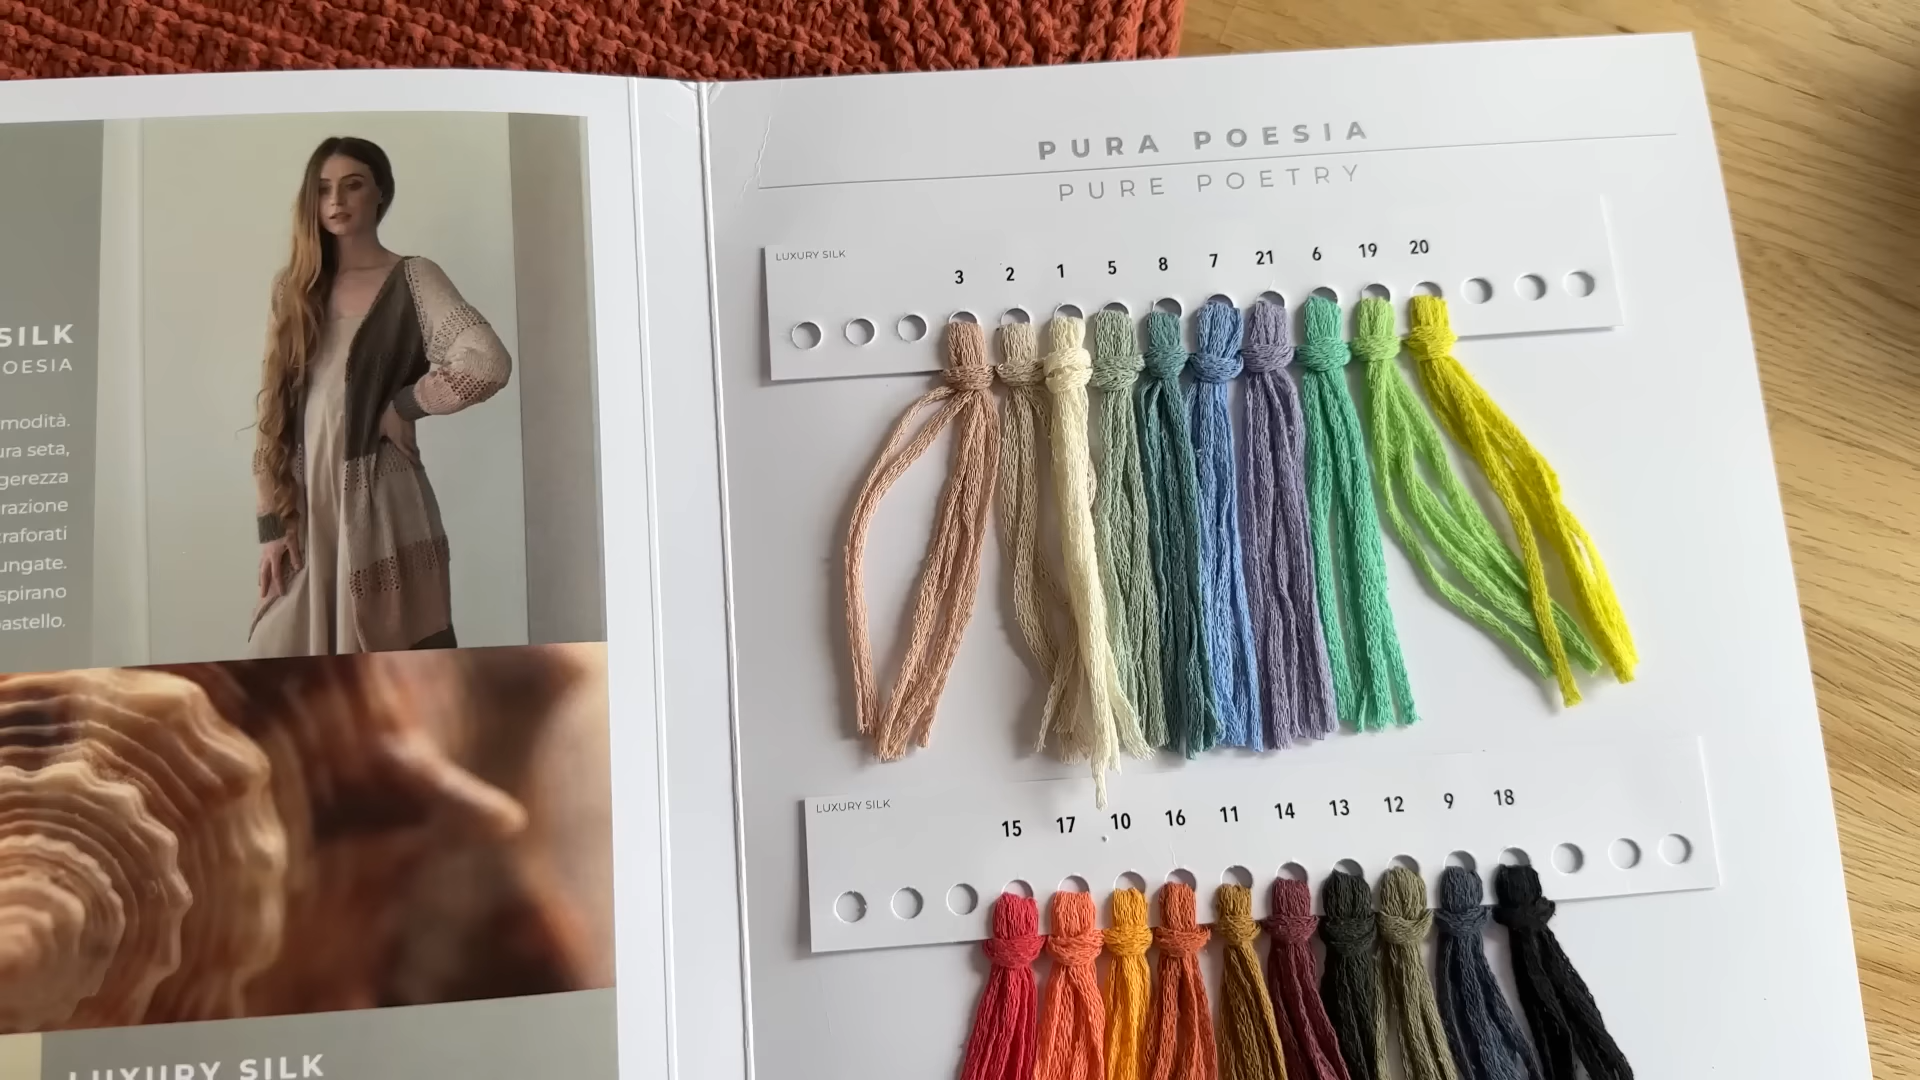 SILK
OESIA
modità.
ura seta,
gerezza
razione
raforati
ungate.
spirano
astello.
LUXURY SILK
PURA POESIA
PURE POETRY
LUXURY SILK
3 2 1 5 8 7 21 6 19 20
LUXURY SILK
15 17 10 16 11 14 13 12 9 18